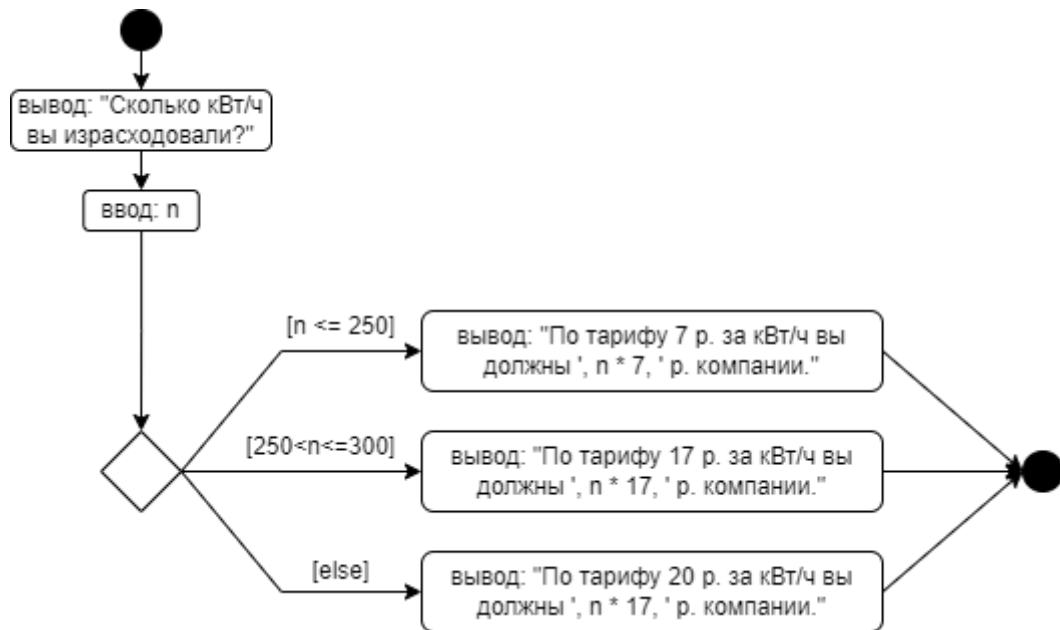 вывод: "Сколько кВт/ч
вы израсходовали?"
ввод: n
[n <= 250]
вывод: "По тарифу 7 р. за кВт/ч вы
должны ', n * 7, ' р. компании."
[250<n<=300]
вывод: "По тарифу 17 р. за кВт/ч вы
должны ', n * 17, ' р. компании."
[else]
вывод: "По тарифу 20 р. за кВт/ч вы
должны ', n * 17, ' р. компании."